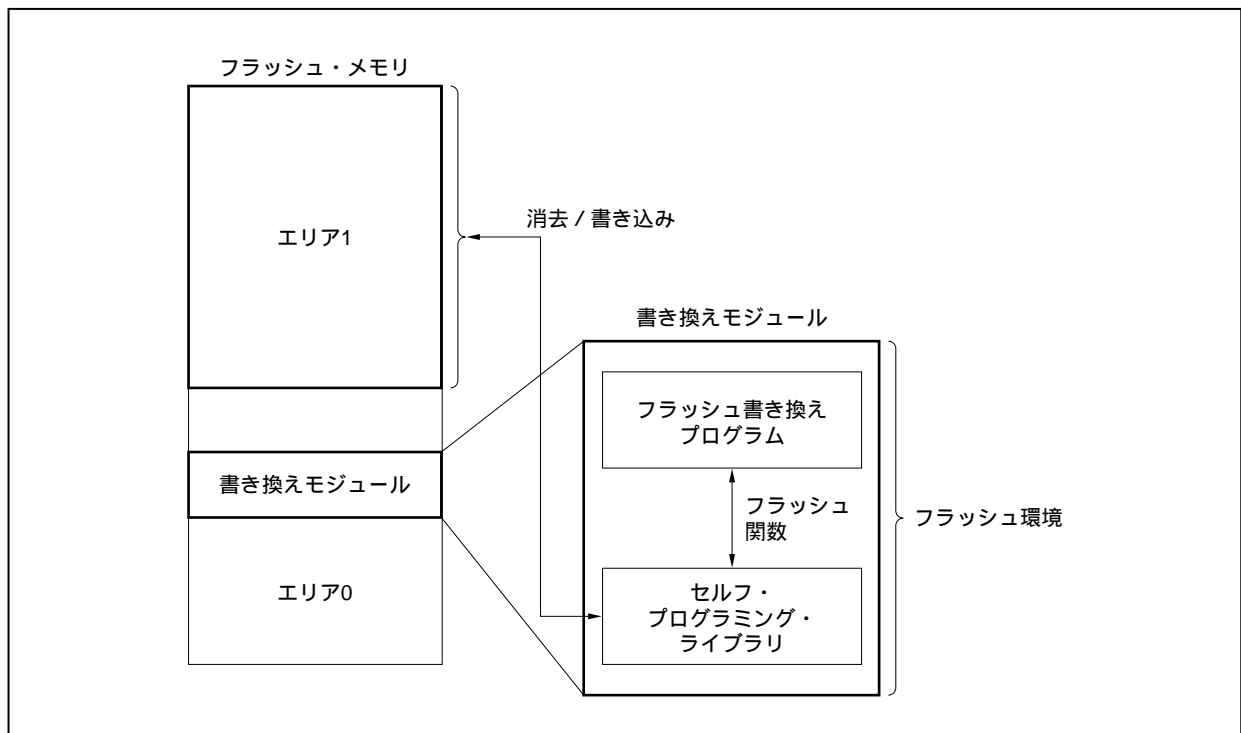 フラッシュ・メモリ
エリア1
消去 / 書き込み
書き換えモジュール
フラッシュ書き換え
プログラム
書き換えモジュール
フラッシュ
関数
フラッシュ環境
エリア0
セルフ・
プログラミング・
ライブラリ